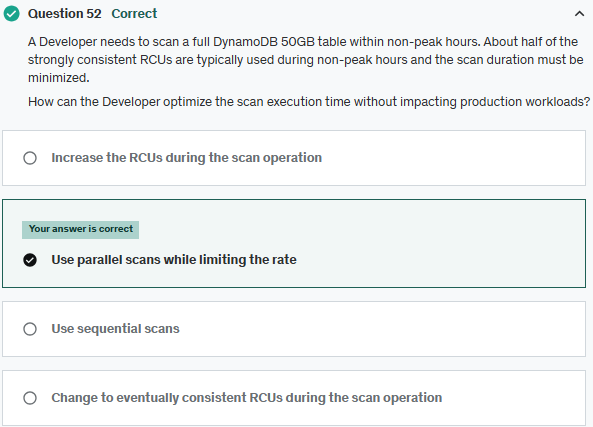 Question 52 Correct
A Developer needs to scan a full DynamoDB 50GB table within non-peak hours. About half of the
strongly consistent RCUs are typically used during non-peak hours and the scan duration must be
minimized.
How can the Developer optimize the scan execution time without impacting production workloads?
Increase the RCUs during the scan operation
Your answer is correct
Use parallel scans while limiting the rate
Use sequential scans
Change to eventually consistent RCUs during the scan operation